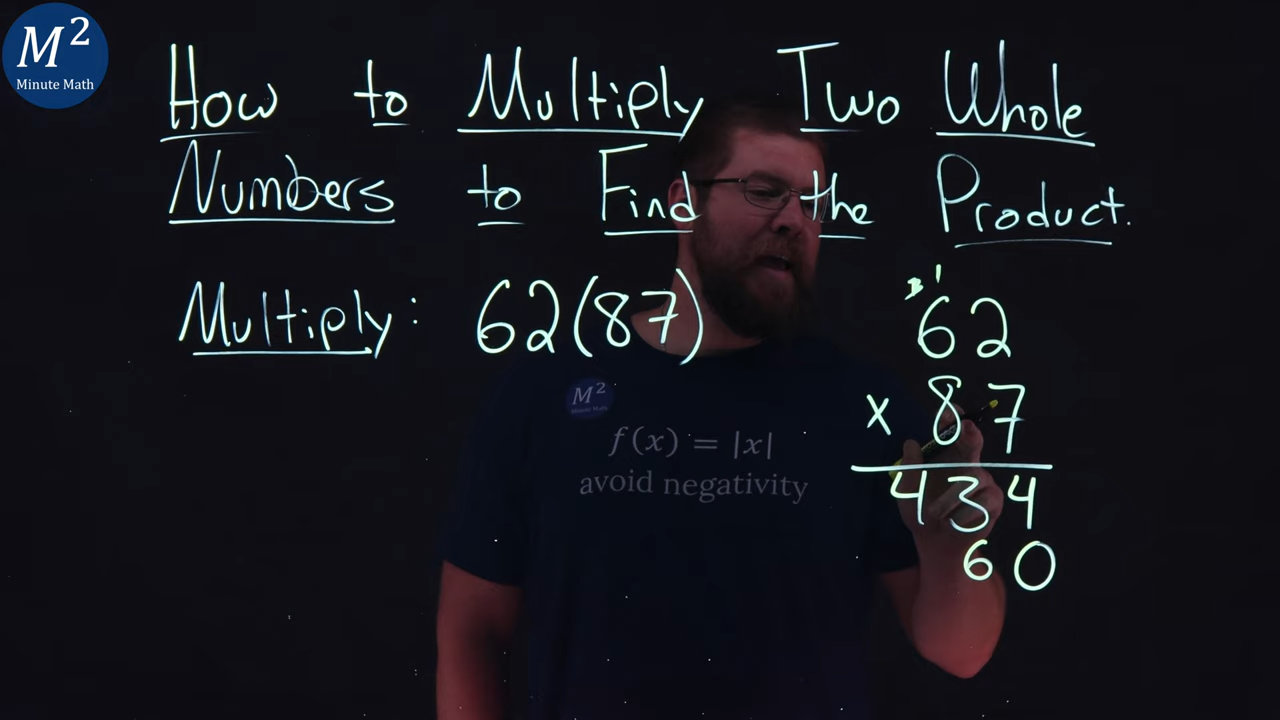 M²
Minute Math
How to Multiply Two Whole
Numbers to Find the Product.
Multiply: 62(87)
1
62
x 87
434
60
M²
Minute Math
f(x) = |x|
avoid negativity